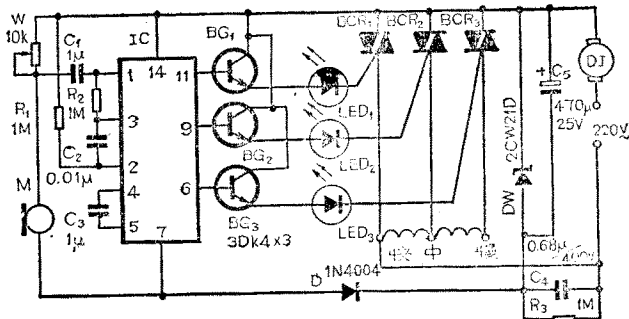 W
10k
C₁
1μ
IC
BG₁
BCR₁
BCR₂
BCR₃
R₁
1M
R₂
1M
C₂
0.01μ
M
C₃
1μ
1
14
11
3
9
2
4
6
5
7
LED₁
BG₂
LED₂
BG₃
3DK4×3
LED₃
中
C₅
470μ
25V
DJ
220V
2CW21D
DW
0.68μ
400V
D
1N4004
C₄
R₃
1M